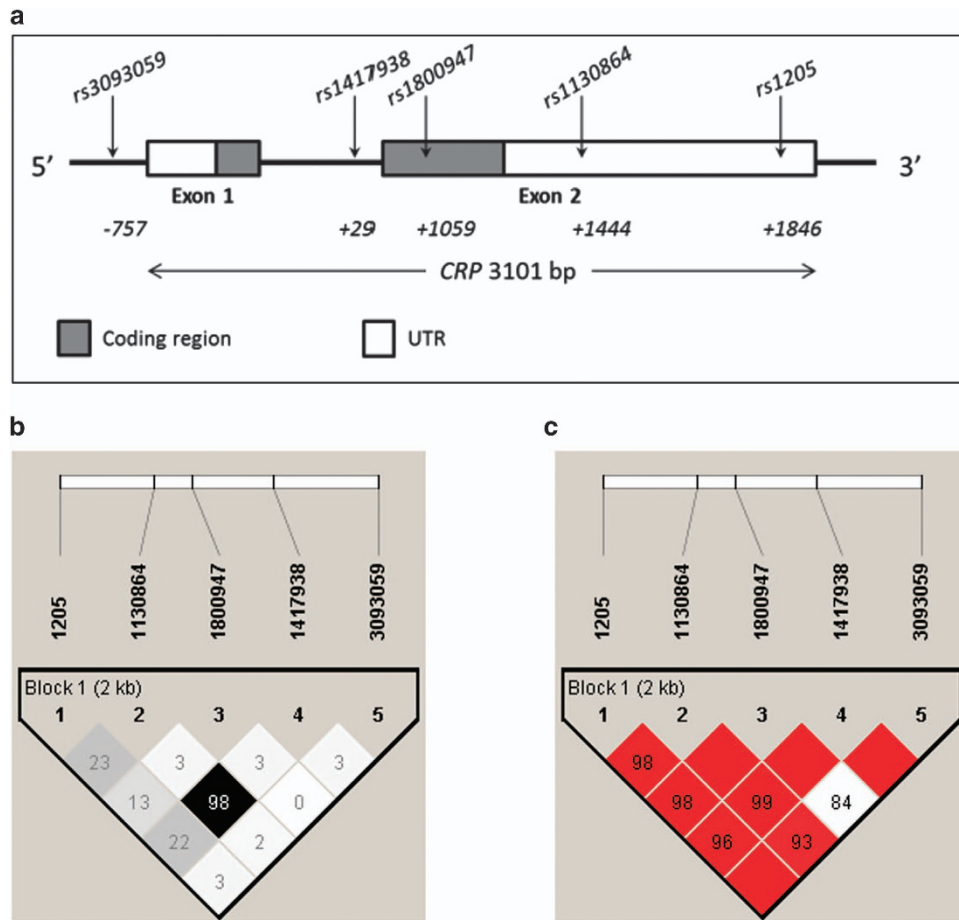 a
rs3093059 rs1417938 rs1800947 rs1130864 rs1205
5′ 3′
Exon 1 Exon 2
-757 +29 +1059 +1444 +1846
CRP 3101 bp
Coding region UTR
b
1205 1130864 1800947 1417938 3093059
Block 1 (2 kb)
1 2 3 4 5
23 3 3 3
13 98 0
22 2
3
c
1205 1130864 1800947 1417938 3093059
Block 1 (2 kb)
1 2 3 4 5
98
98 99 84
96 93